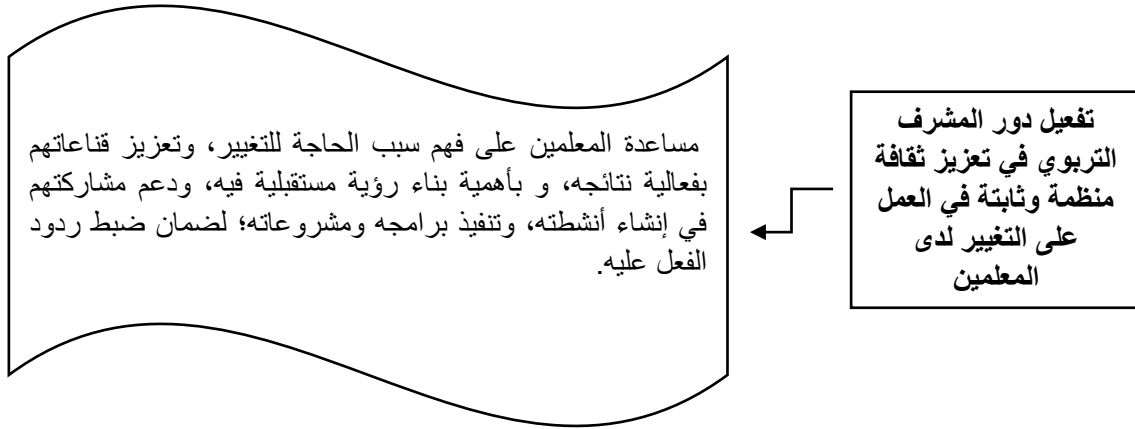 تفعيل دور المشرف
التربوي في تعزيز ثقافة
منظمة وثابتة في العمل
على التغيير لدى
المعلمين
مساعدة المعلمين على فهم سبب الحاجة للتغيير، وتعزيز قناعاتهم
بفعالية نتائجه، و بأهمية بناء رؤية مستقبلية فيه، ودعم مشاركتهم
في إنشاء أنشطته، وتنفيذ برامجه ومشروعاته؛ لضمان ضبط ردود
الفعل عليه.